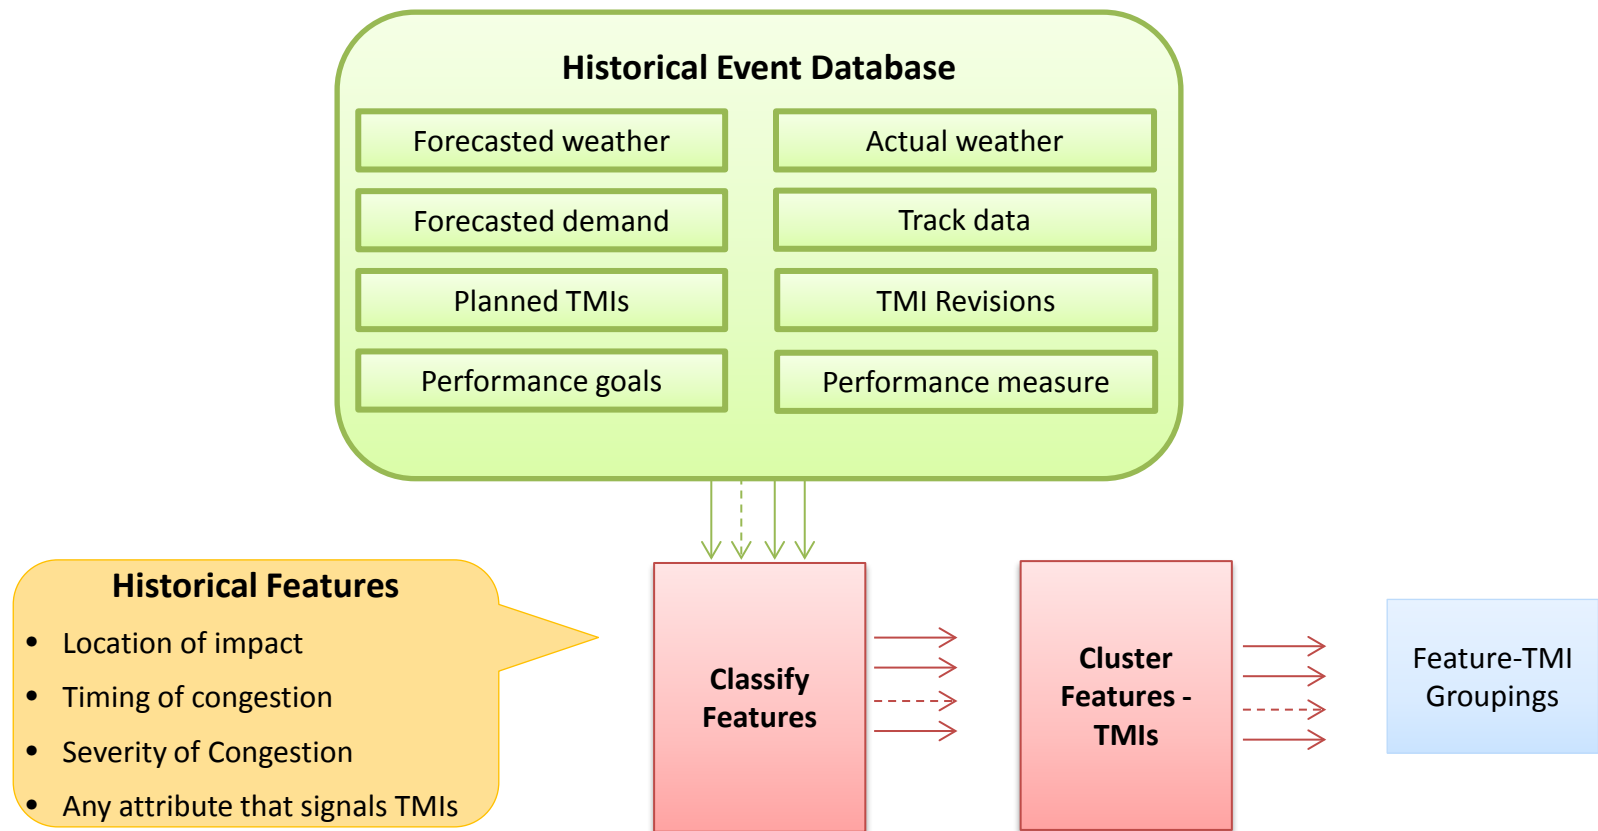 Historical Event Database
Forecasted weather
Actual weather
Forecasted demand
Track data
Planned TMIs
TMI Revisions
Performance goals
Performance measure
Historical Features
• Location of impact
• Timing of congestion
• Severity of Congestion
• Any attribute that signals TMIs
Classify
Features
Cluster
Features -
TMIs
Feature-TMI
Groupings